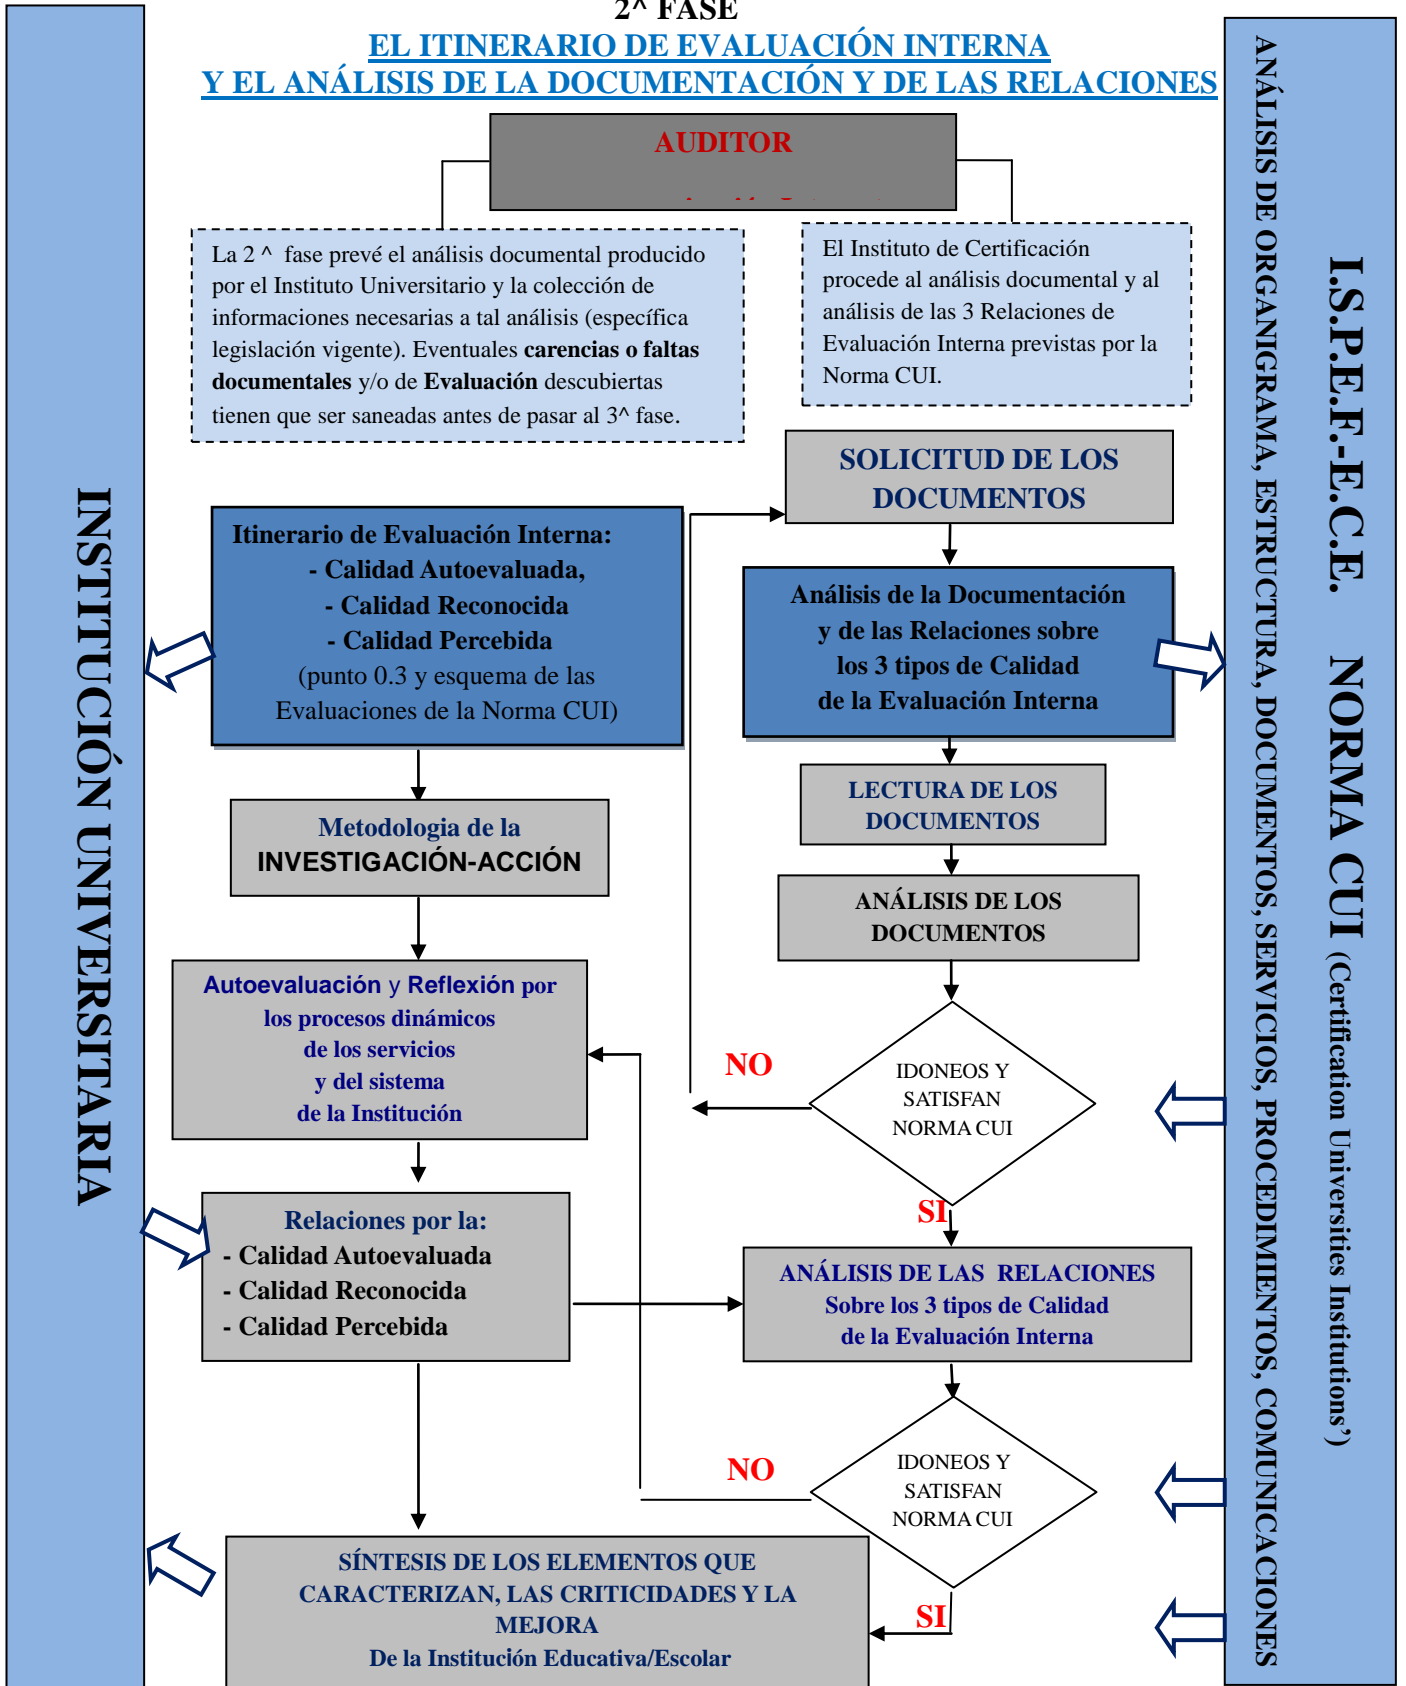 2^ FASE
EL ITINERARIO DE EVALUACIÓN INTERNA
Y EL ANÁLISIS DE LA DOCUMENTACIÓN Y DE LAS RELACIONES
AUDITOR
La 2 ^ fase prevé el análisis documental producido
por el Instituto Universitario y la colección de
informaciones necesarias a tal análisis (específica
legislación vigente). Eventuales carencias o faltas
documentales y/o de Evaluación descubiertas
tienen que ser saneadas antes de pasar al 3^ fase.
El Instituto de Certificación
procede al análisis documental y al
análisis de las 3 Relaciones de
Evaluación Interna previstas por la
Norma CUI.
SOLICITUD DE LOS
DOCUMENTOS
Itinerario de Evaluación Interna:
- Calidad Autoevaluada,
- Calidad Reconocida
- Calidad Percebida
(punto 0.3 y esquema de las
Evaluaciones de la Norma CUI)
Análisis de la Documentación
y de las Relaciones sobre
los 3 tipos de Calidad
de la Evaluación Interna
LECTURA DE LOS
DOCUMENTOS
Metodologia de la
INVESTIGACIÓN-ACCIÓN
ANÁLISIS DE LOS
DOCUMENTOS
Autoevaluación y Reflexión por
los procesos dinámicos
de los servicios
y del sistema
de la Institución
NO
IDONEOS Y
SATISFAN
NORMA CUI
SI
Relaciones por la:
- Calidad Autoevaluada
- Calidad Reconocida
- Calidad Percebida
ANÁLISIS DE LAS RELACIONES
Sobre los 3 tipos de Calidad
de la Evaluación Interna
NO
IDONEOS Y
SATISFAN
NORMA CUI
SI
SÍNTESIS DE LOS ELEMENTOS QUE
CARACTERIZAN, LAS CRITICIDADES Y LA
MEJORA
De la Institución Educativa/Escolar
INSTITUCIÓN UNIVERSITARIA
I.S.P.E.F.-E.C.E. NORMA CUI (Certification Universities Institutions’)
ANÁLISIS DE ORGANIGRAMA, ESTRUCTURA, DOCUMENTOS, SERVICIOS, PROCEDIMIENTOS, COMUNICACIONES